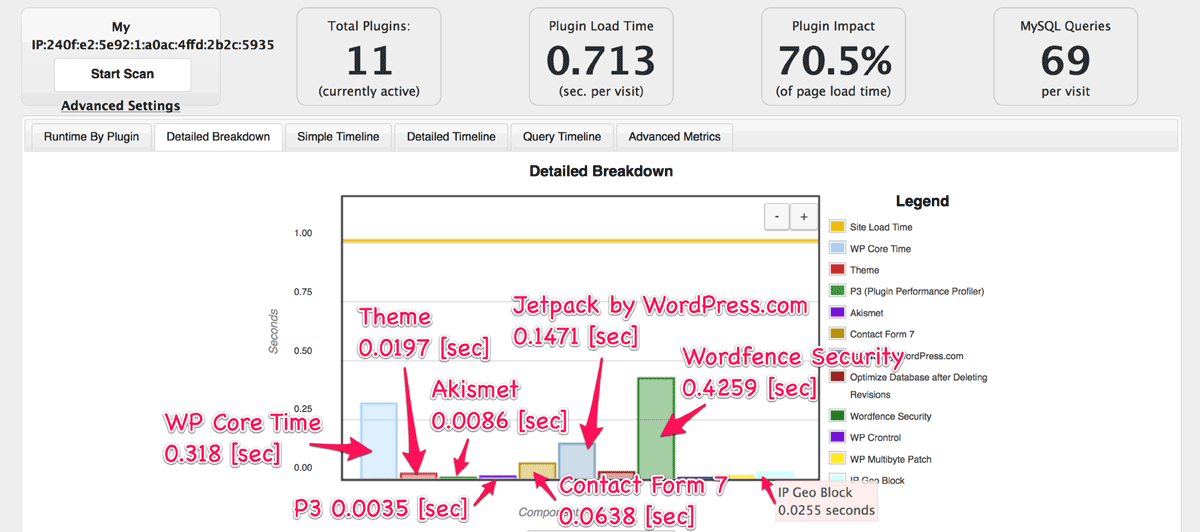 My
IP:240f:e2:5e92:1:a0ac:4ffd:2b2c:5935
Start Scan
Advanced Settings
Total Plugins:
11
(currently active)
Plugin Load Time
0.713
(sec. per visit)
Plugin Impact
70.5%
(of page load time)
MySQL Queries
69
per visit
Runtime By Plugin
Detailed Breakdown
Simple Timeline
Detailed Timeline
Query Timeline
Advanced Metrics
Detailed Breakdown
- +
1.00
0.75
0.50
0.25
0.00
Seconds
WP Core Time
0.318 [sec]
Theme
0.0197 [sec]
Akismet
0.0086 [sec]
P3 0.0035 [sec]
Jetpack by WordPress.com
0.1471 [sec]
Contact Form 7
0.0638 [sec]
Wordfence Security
0.4259 [sec]
IP Geo Block
0.0255 seconds
Legend
Site Load Time
WP Core Time
Theme
P3 (Plugin Performance Profiler)
Akismet
Contact Form 7
WordPress.com
Optimize Database after Deleting
Revisions
Wordfence Security
WP Crontrol
WP Multibyte Patch
IP Geo Block